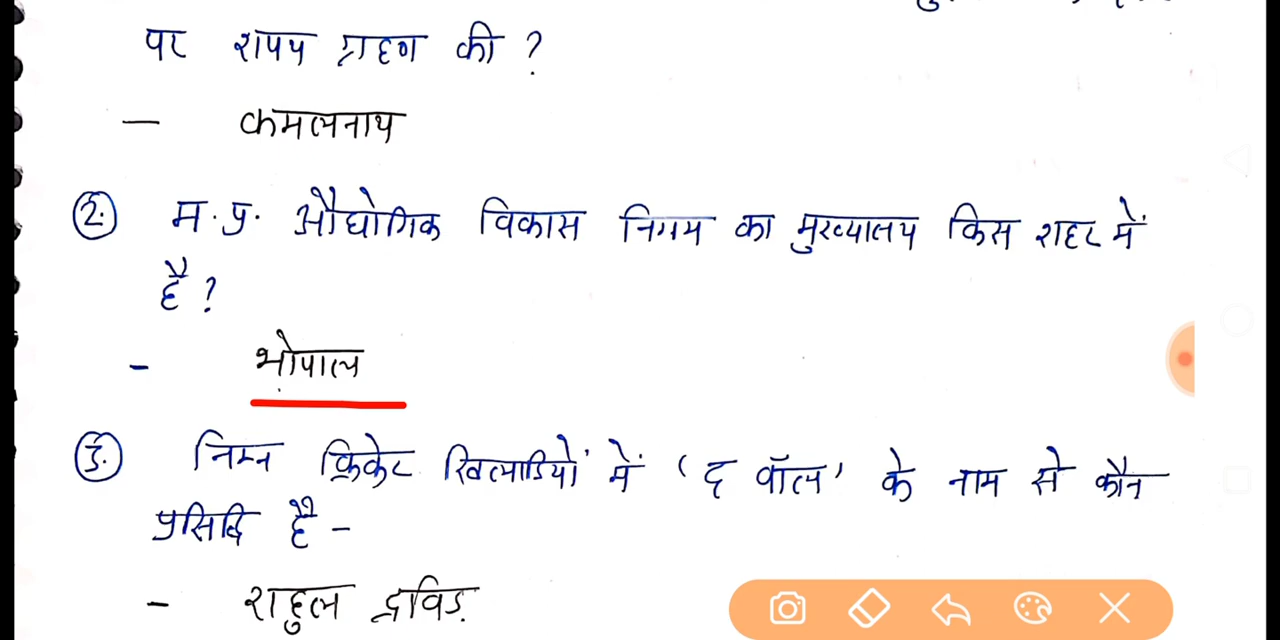 पर शपथ ग्रहण की ?
— कमलनाथ
2. म.प्र. औद्योगिक विकास निगम का मुख्यालय किस शहर में
है ?
- भोपाल
3. निम्न क्रिकेट खिलाडियों में 'द वॉल' के नाम से कौन
प्रसिद्धि है –
- राहुल द्रविड़